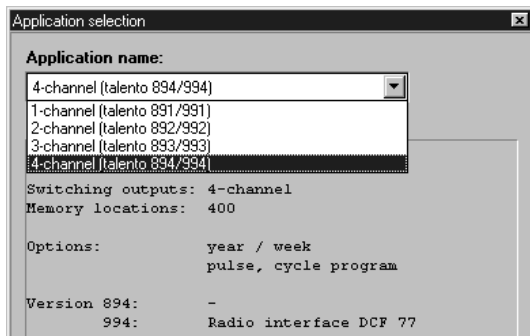 Application selection
Application name:
4-channel (talento 894/994)
1-channel (talento 891/991)
2-channel (talento 892/992)
3-channel (talento 893/993)
4-channel (talento 894/994)
Switching outputs: 4-channel
Memory locations: 400
Options: year / week
pulse, cycle program
Version 894: -
994: Radio interface DCF 77